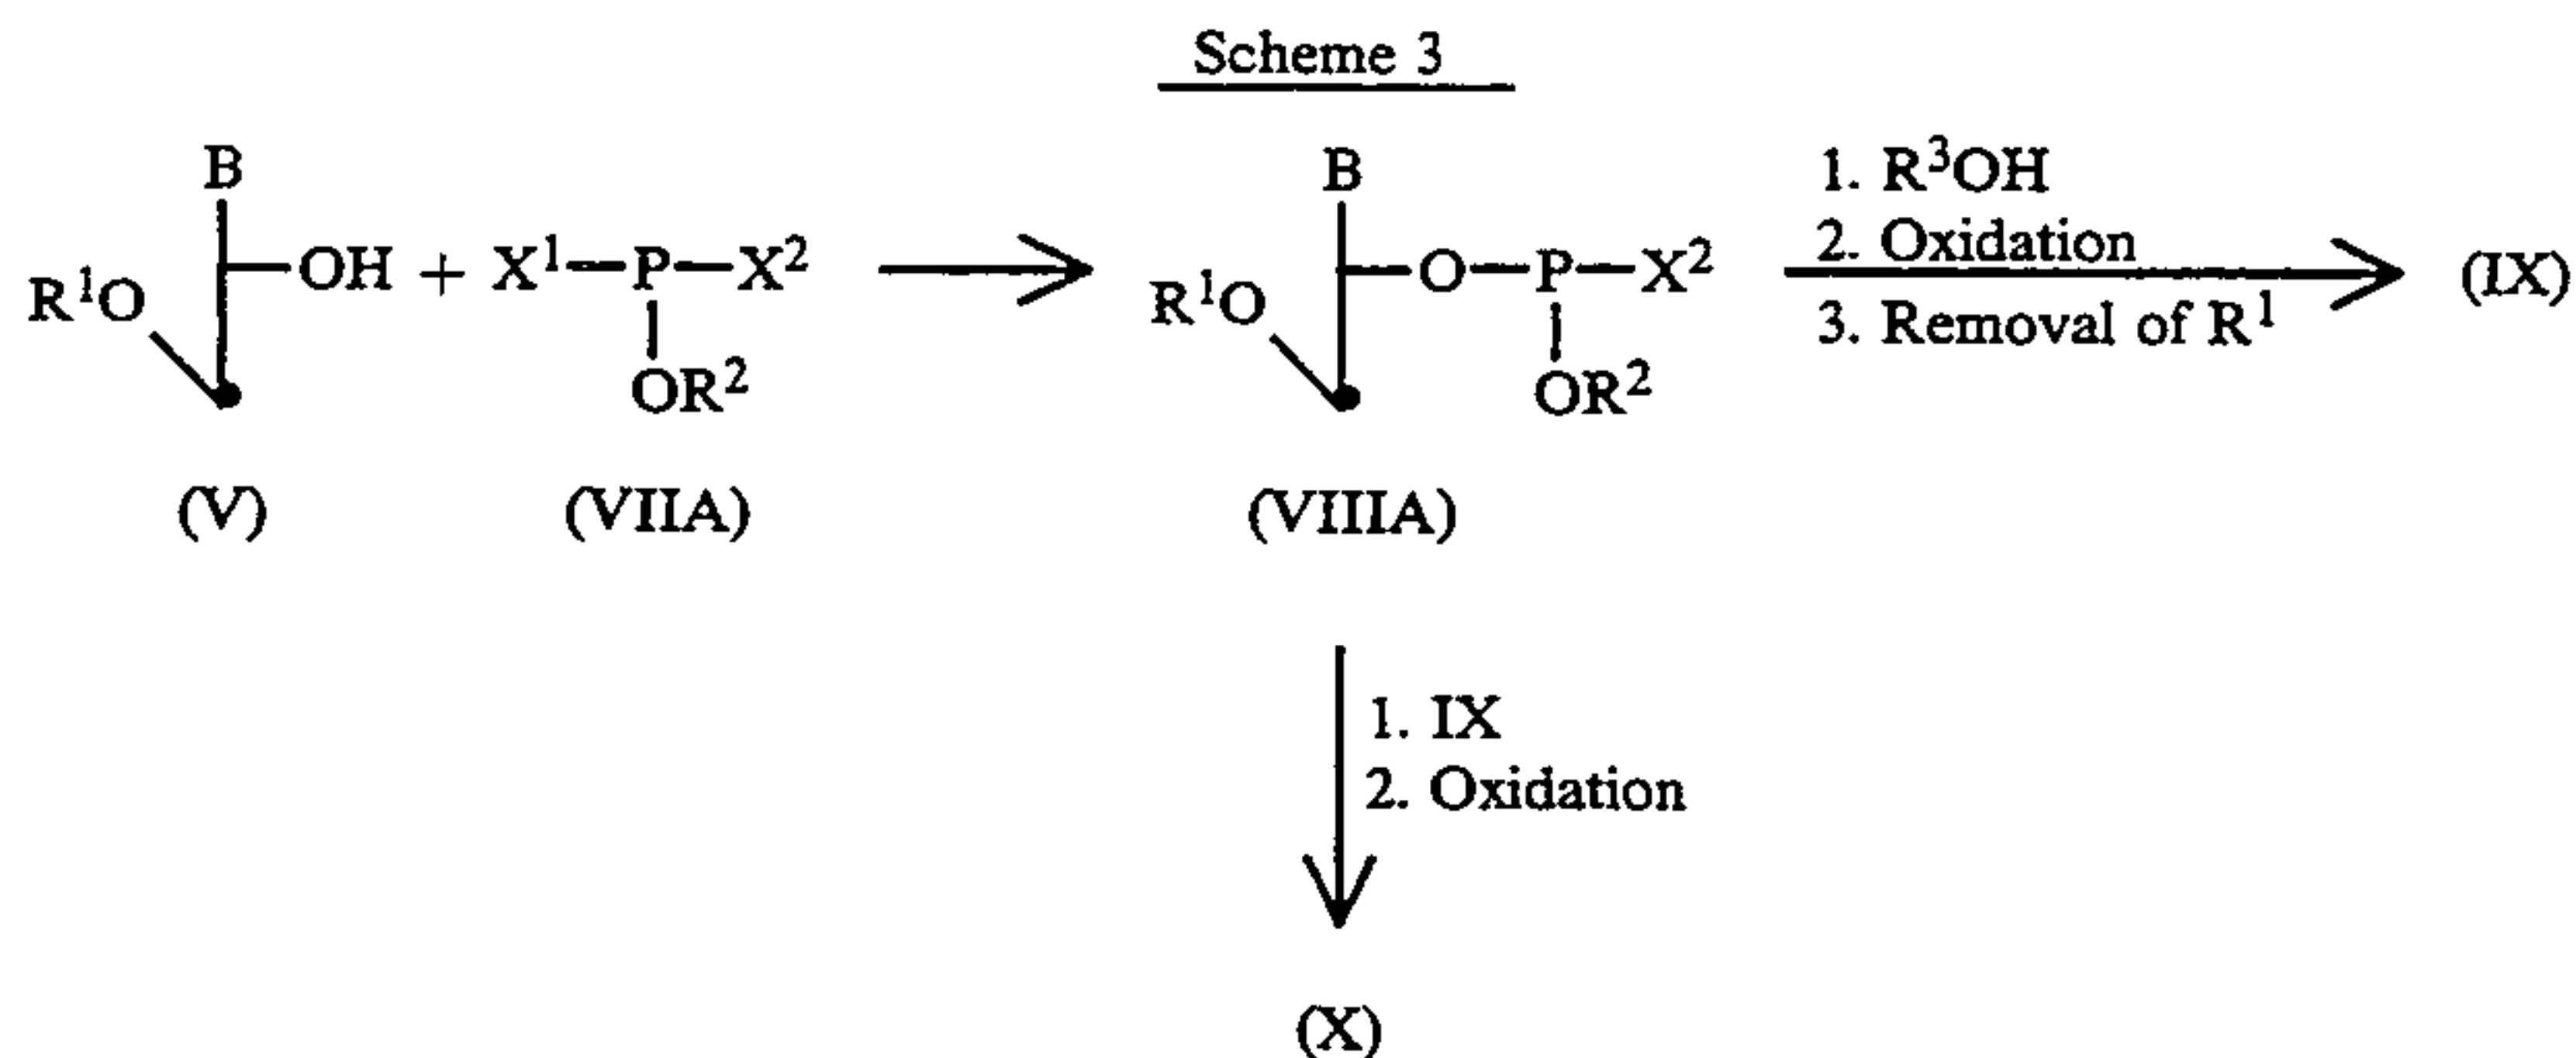 Scheme 3
B
R¹O
OH + X¹—P—X²
OR²
(V)
(VIIA)
B
R¹O
O—P—X²
OR²
(VIIIA)
1. R³OH
2. Oxidation
3. Removal of R¹
(IX)
1. IX
2. Oxidation
(X)